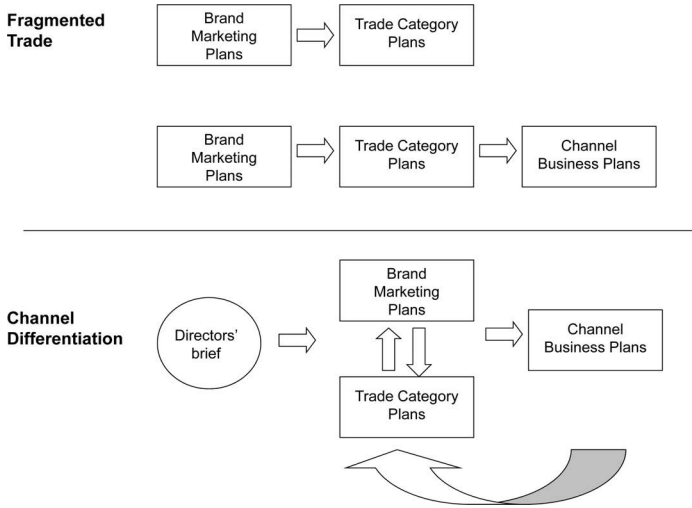 Fragmented
Trade
Brand
Marketing
Plans
Trade Category
Plans
Brand
Marketing
Plans
Trade Category
Plans
Channel
Business Plans
Channel
Differentiation
Directors'
brief
Brand
Marketing
Plans
Trade Category
Plans
Channel
Business Plans